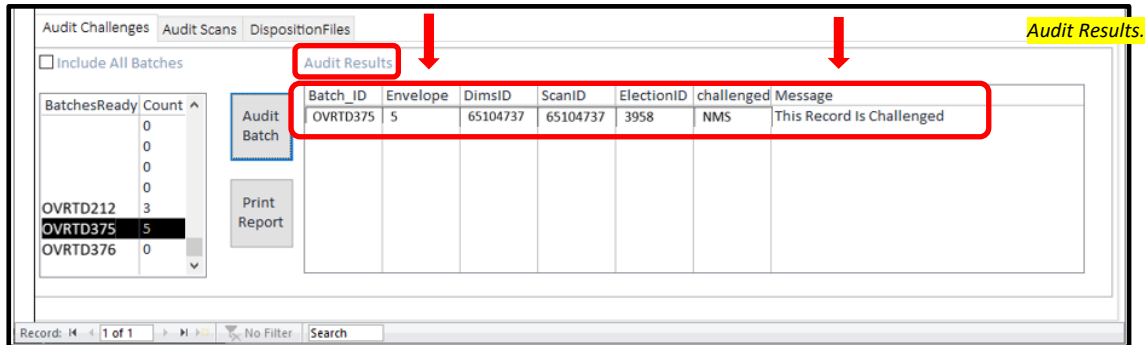 Audit Challenges Audit Scans DispositionFiles
Audit Results.
Include All Batches
Audit Results
BatchesReady Count
0
0
0
0
OVRTD212 3
OVRTD375 5
OVRTD376 0
Audit
Batch
Print
Report
Batch_ID Envelope DimsID ScanID ElectionID challenged Message
OVRTD375 5 65104737 65104737 3958 NMS This Record Is Challenged
Record: 1 of 1 No Filter Search